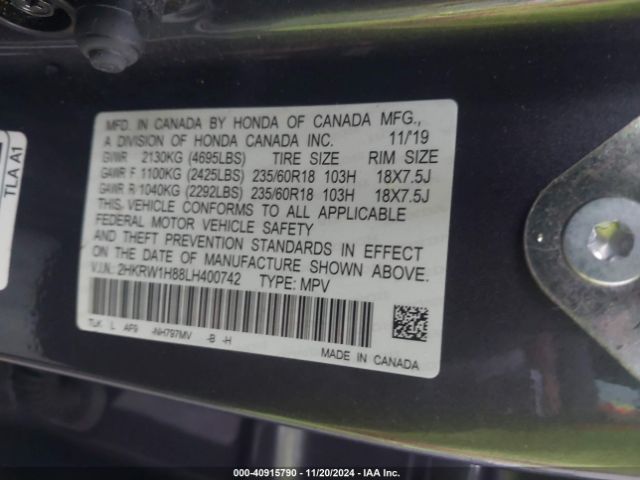 MFD. IN CANADA BY HONDA OF CANADA MFG.,
A DIVISION OF HONDA CANADA INC. 11/'19
GVWR 2130KG (4695LBS) TIRE SIZE RIM SIZE
GAWR F 1100KG (2425LBS) 235/60R18 103H 18X7.5J
GAWR R 1040KG (2292LBS) 235/60R18 103H 18X7.5J
THIS VEHICLE CONFORMS TO ALL APPLICABLE
FEDERAL MOTOR VEHICLE SAFETY
AND THEFT PREVENTION STANDARDS IN EFFECT
ON THE DATE OF MANUFACTURE SHOWN ABOVE.
V.I.N. 2HKRW1H88LH400742 TYPE: MPV
TLK L AF9 -NH797MV -B -H
MADE IN CANADA
TLA A1
000-40915790 - 11/20/2024 - IAA Inc.